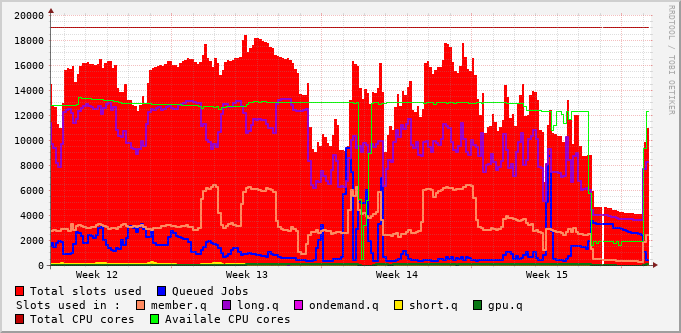 20000
18000
16000
14000
12000
10000
8000
6000
4000
2000
0
Week 12 Week 13 Week 14 Week 15
RRDTOOL / TOBI OETIKER
Total slots used Queued Jobs
Slots used in : member.q long.q ondemand.q short.q gpu.q
Total CPU cores Availale CPU cores